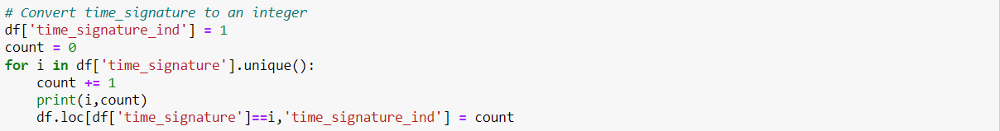 # Convert time_signature to an integer
df['time_signature_ind'] = 1
count = 0
for i in df['time_signature'].unique():
    count += 1
    print(i,count)
    df.loc[df['time_signature']==i,'time_signature_ind'] = count